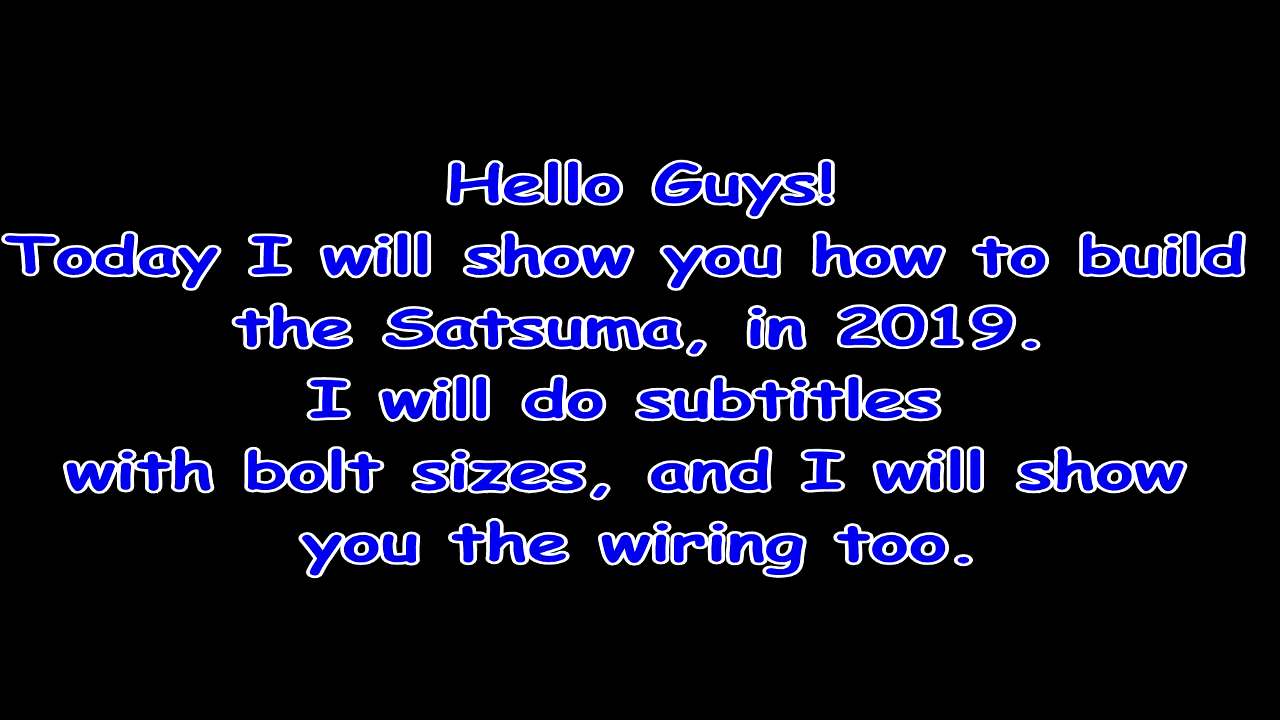 Hello Guys!
Today I will show you how to build
the Satsuma, in 2019.
I will do subtitles
with bolt sizes, and I will show
you the wiring too.